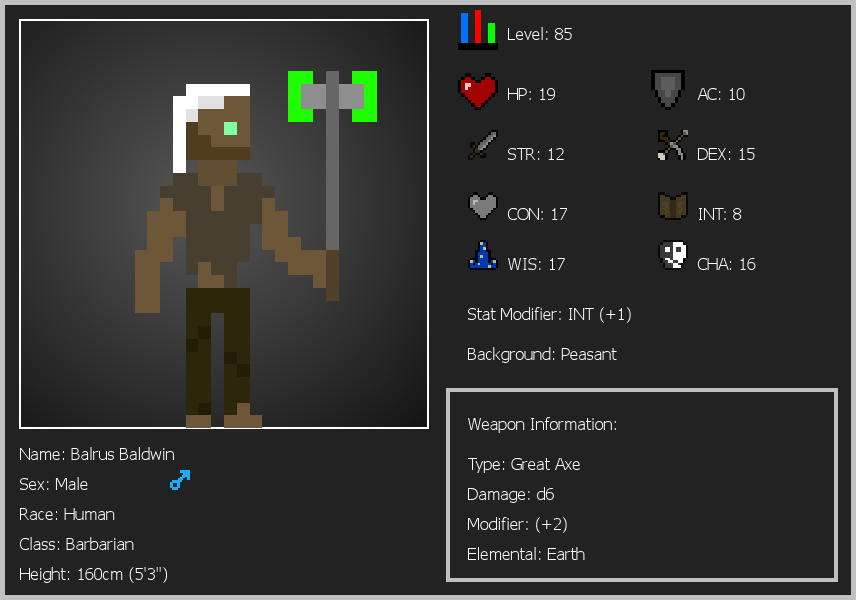 Level: 85
HP: 19
AC: 10
STR: 12
DEX: 15
CON: 17
INT: 8
WIS: 17
CHA: 16
Stat Modifier: INT (+1)
Background: Peasant
Weapon Information:
Type: Great Axe
Damage: d6
Modifier: (+2)
Elemental: Earth
Name: Balrus Baldwin
Sex: Male
Race: Human
Class: Barbarian
Height: 160cm (5'3")